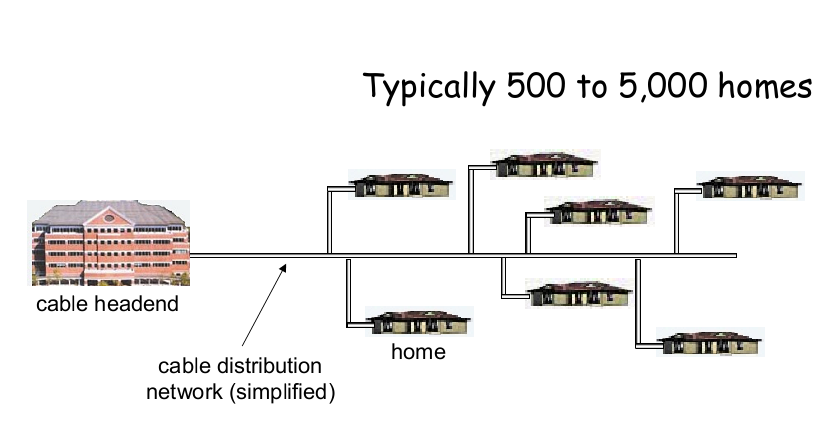 Typically 500 to 5,000 homes
cable headend
home
cable distribution
network (simplified)